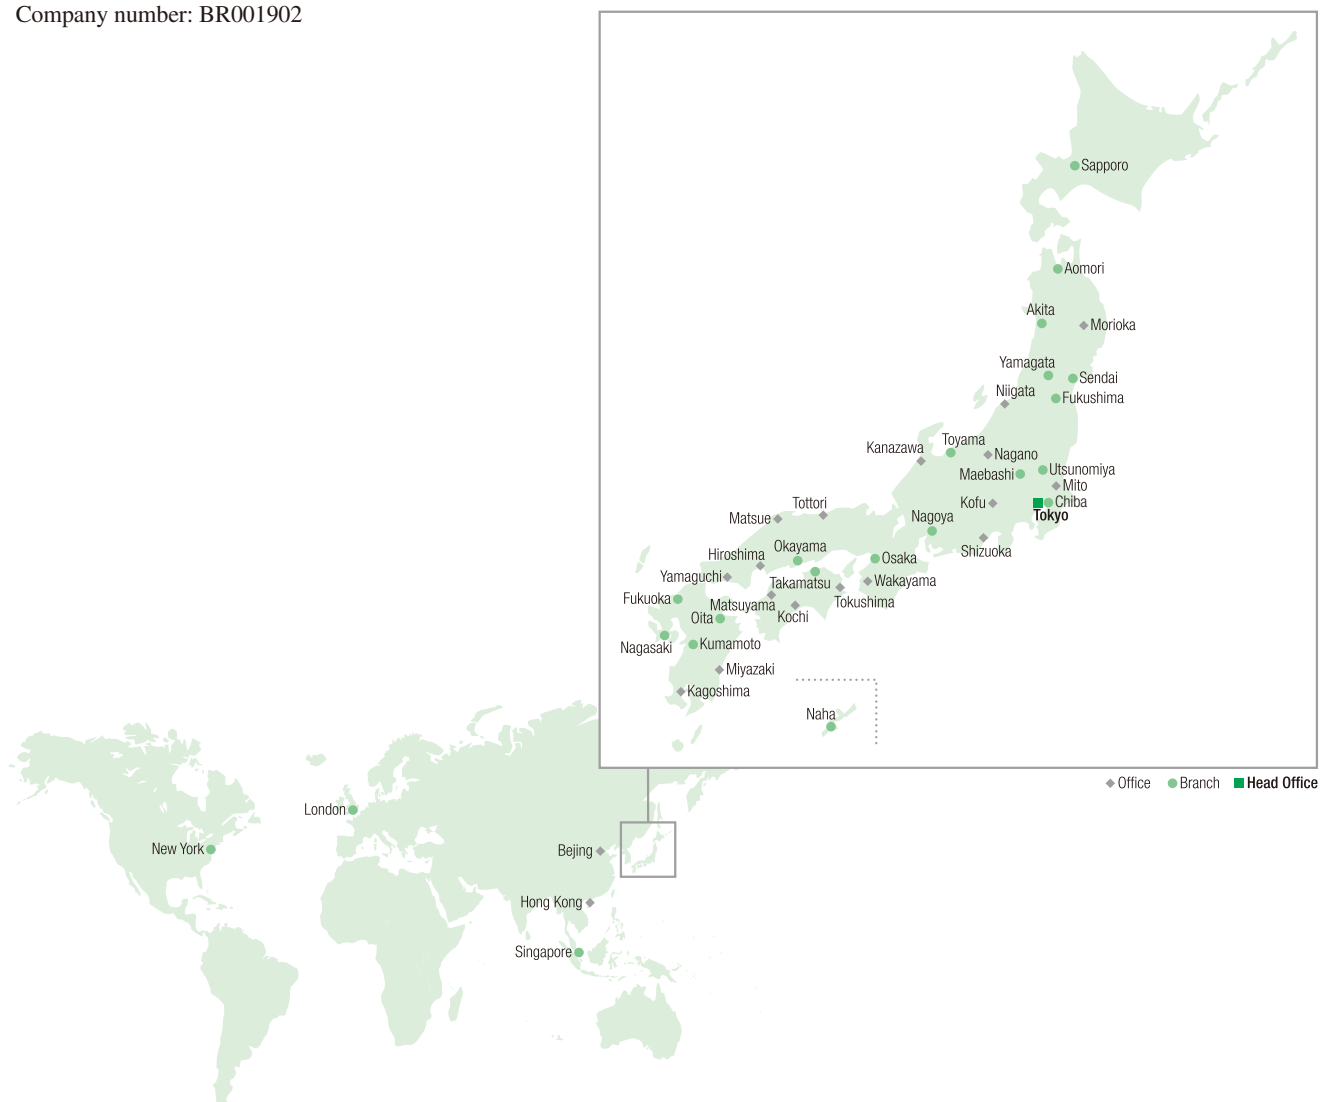 Company number: BR001902
Sapporo
Aomori
Akita
Morioka
Yamagata
Sendai
Niigata
Fukushima
Toyama
Kanazawa
Nagano
Utsunomiya
Maebashi
Mito
Tottori
Kofu
Chiba
Matsue
Nagoya
Tokyo
Okayama
Shizuoka
Hiroshima
Osaka
Yamaguchi
Takamatsu
Wakayama
Fukuoka
Matsuyama
Tokushima
Oita
Kochi
Nagasaki
Kumamoto
Miyazaki
Kagoshima
Naha
Office
Branch
Head Office
London
New York
Bejing
Hong Kong
Singapore